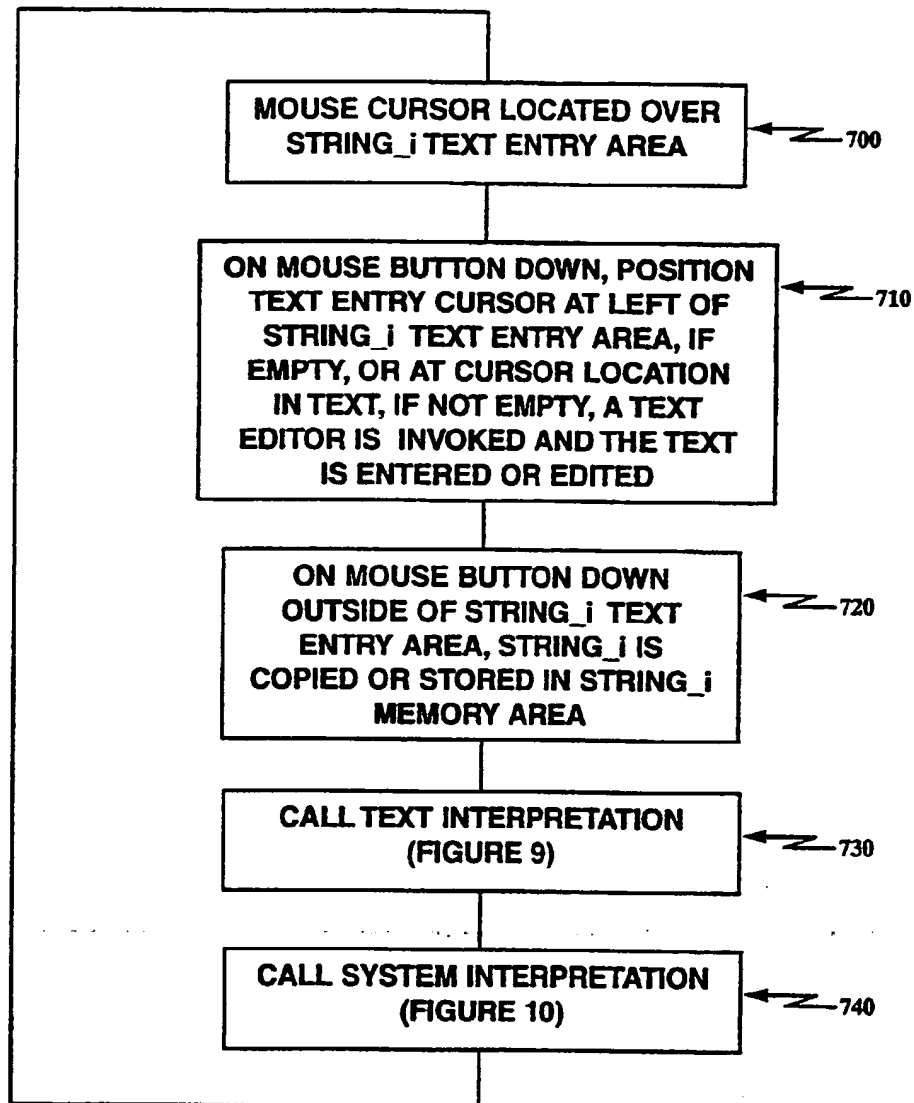 MOUSE CURSOR LOCATED OVER
STRING_i TEXT ENTRY AREA
700
ON MOUSE BUTTON DOWN, POSITION
TEXT ENTRY CURSOR AT LEFT OF
STRING_i TEXT ENTRY AREA, IF
EMPTY, OR AT CURSOR LOCATION
IN TEXT, IF NOT EMPTY, A TEXT
EDITOR IS INVOKED AND THE TEXT
IS ENTERED OR EDITED
710
ON MOUSE BUTTON DOWN
OUTSIDE OF STRING_i TEXT
ENTRY AREA, STRING_i IS
COPIED OR STORED IN STRING_i
MEMORY AREA
720
CALL TEXT INTERPRETATION
(FIGURE 9)
730
CALL SYSTEM INTERPRETATION
(FIGURE 10)
740